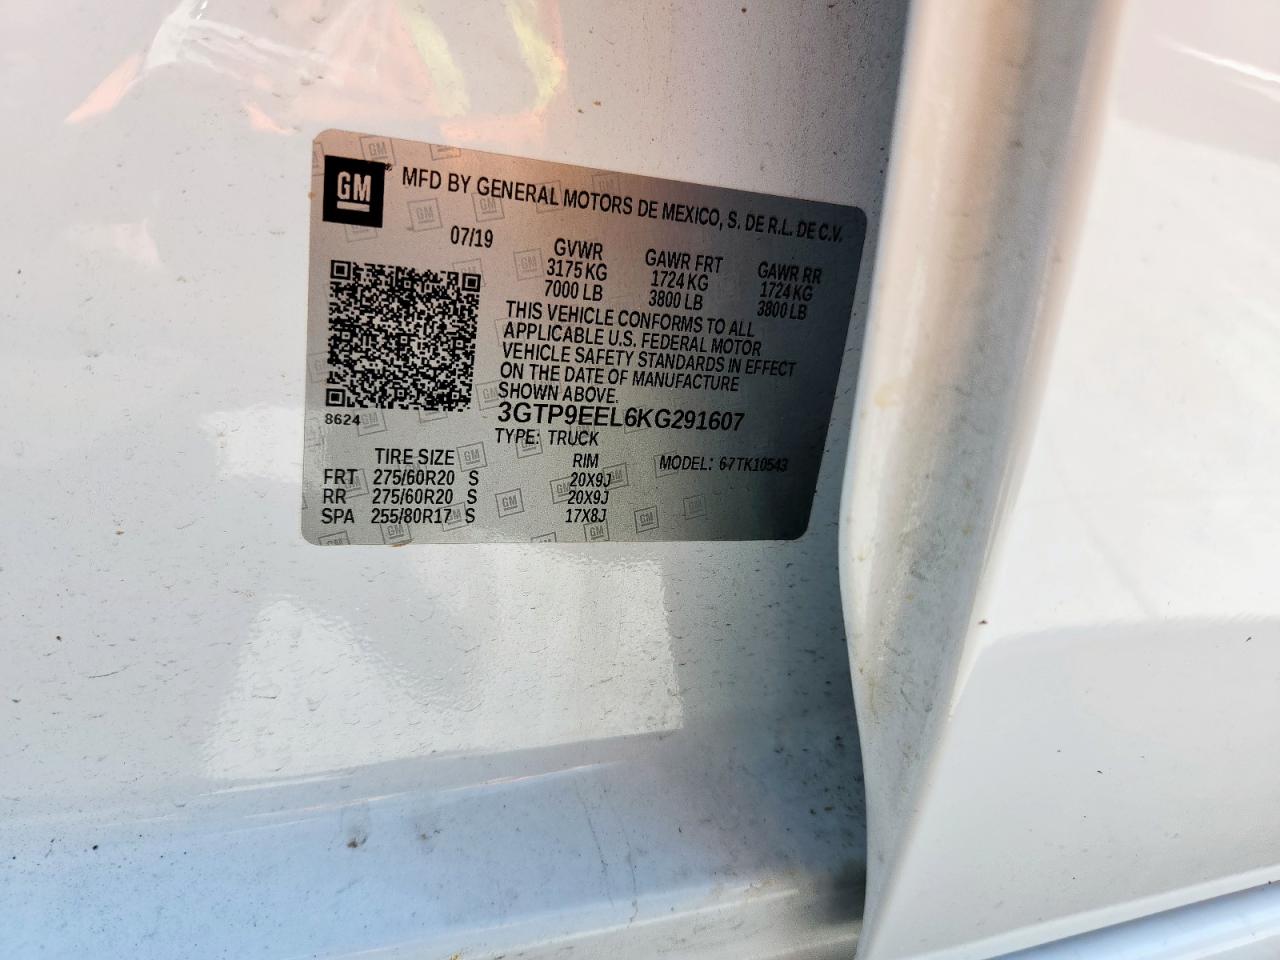 GM ® MFD BY GENERAL MOTORS DE MEXICO, S. DE R.L. DE C.V.
07/19
GVWR GAWR FRT GAWR RR
3175 KG 1724 KG 1724 KG
7000 LB 3800 LB 3800 LB
THIS VEHICLE CONFORMS TO ALL
APPLICABLE U.S. FEDERAL MOTOR
VEHICLE SAFETY STANDARDS IN EFFECT
ON THE DATE OF MANUFACTURE
SHOWN ABOVE.
8624
3GTP9EEL6KG291607
TYPE: TRUCK
TIRE SIZE RIM MODEL: 67TK10543
FRT 275/60R20 S 20X9J
RR 275/60R20 S 20X9J
SPA 255/80R17 S 17X8J